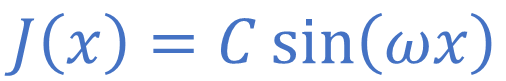 J(x) = C sin(ωx)